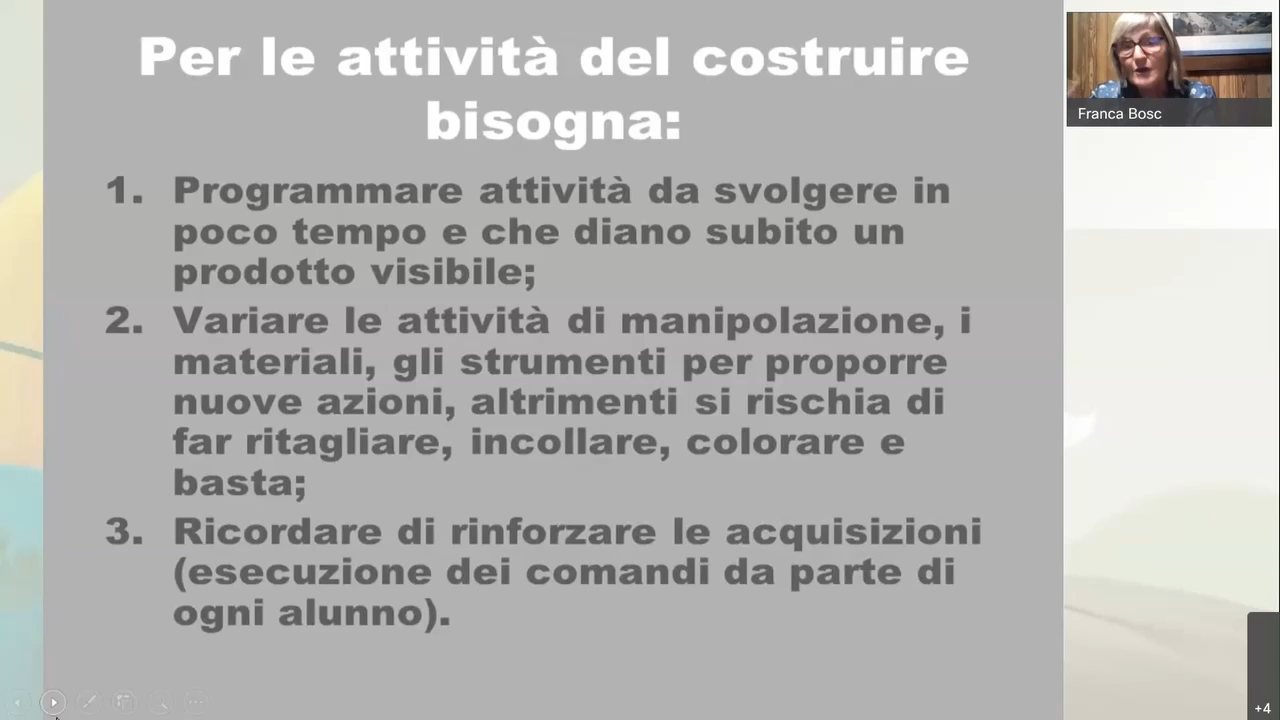 Per le attività del costruire
bisogna:
1. Programmare attività da svolgere in
poco tempo e che diano subito un
prodotto visibile;
2. Variare le attività di manipolazione, i
materiali, gli strumenti per proporre
nuove azioni, altrimenti si rischia di
far ritagliare, incollare, colorare e
basta;
3. Ricordare di rinforzare le acquisizioni
(esecuzione dei comandi da parte di
ogni alunno).
Franca Bosc
+4